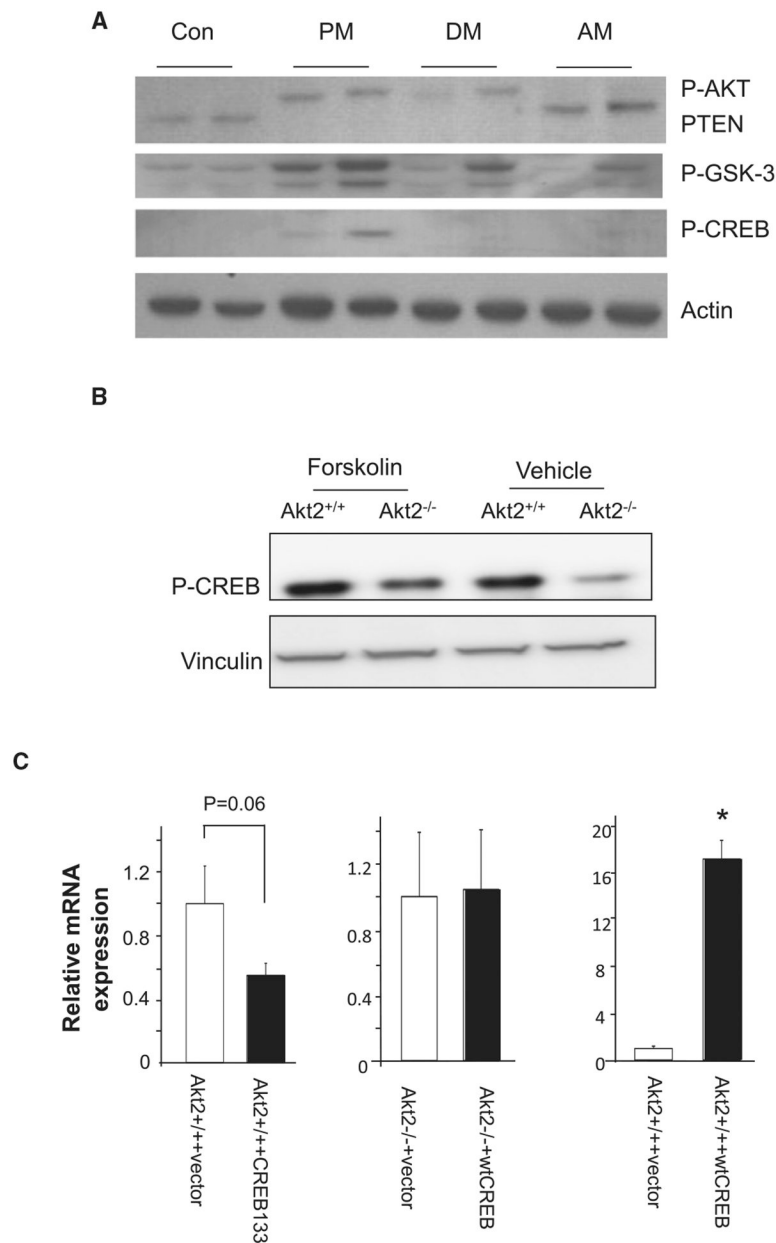 A
Con PM DM AM
P-AKT
PTEN
P-GSK-3
P-CREB
Actin
B
Forskolin Vehicle
Akt2+/+ Akt2-/- Akt2+/+ Akt2-/-
P-CREB
Vinculin
C
P=0.06
Relative mRNA
expression
1.2
0.8
0.4
0
Akt2+/++vector
Akt2+/++CREB133
1.2
0.8
0.4
0
Akt2-/-+vector
Akt2-/-+wtCREB
*
20
16
12
8
4
0
Akt2+/++vector
Akt2+/++wtCREB